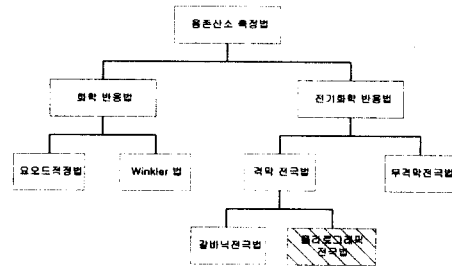 용존산소 측정법
화학 반응법
전기화학 반응법
요오드적정법
Winkler 법
격막 전극법
무격막전극법
갈바닉전극법
폴라로그래픽
전극법